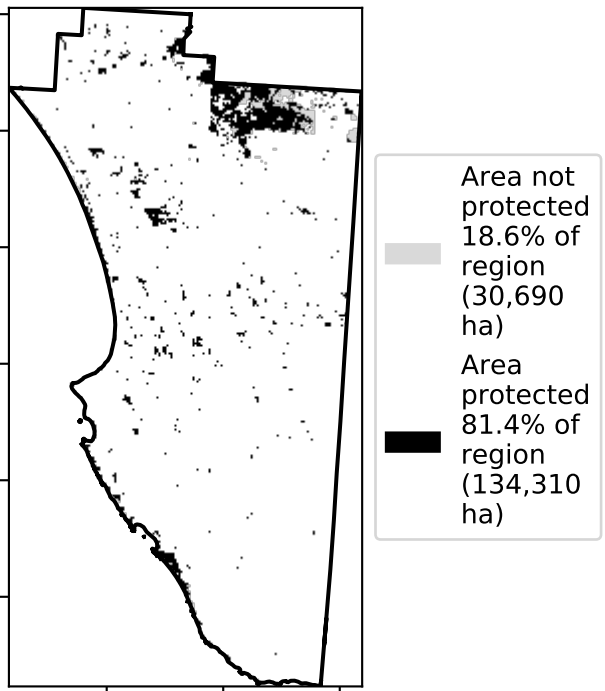 Area not
protected
18.6% of
region
(30,690
ha)
Area
protected
81.4% of
region
(134,310
ha)